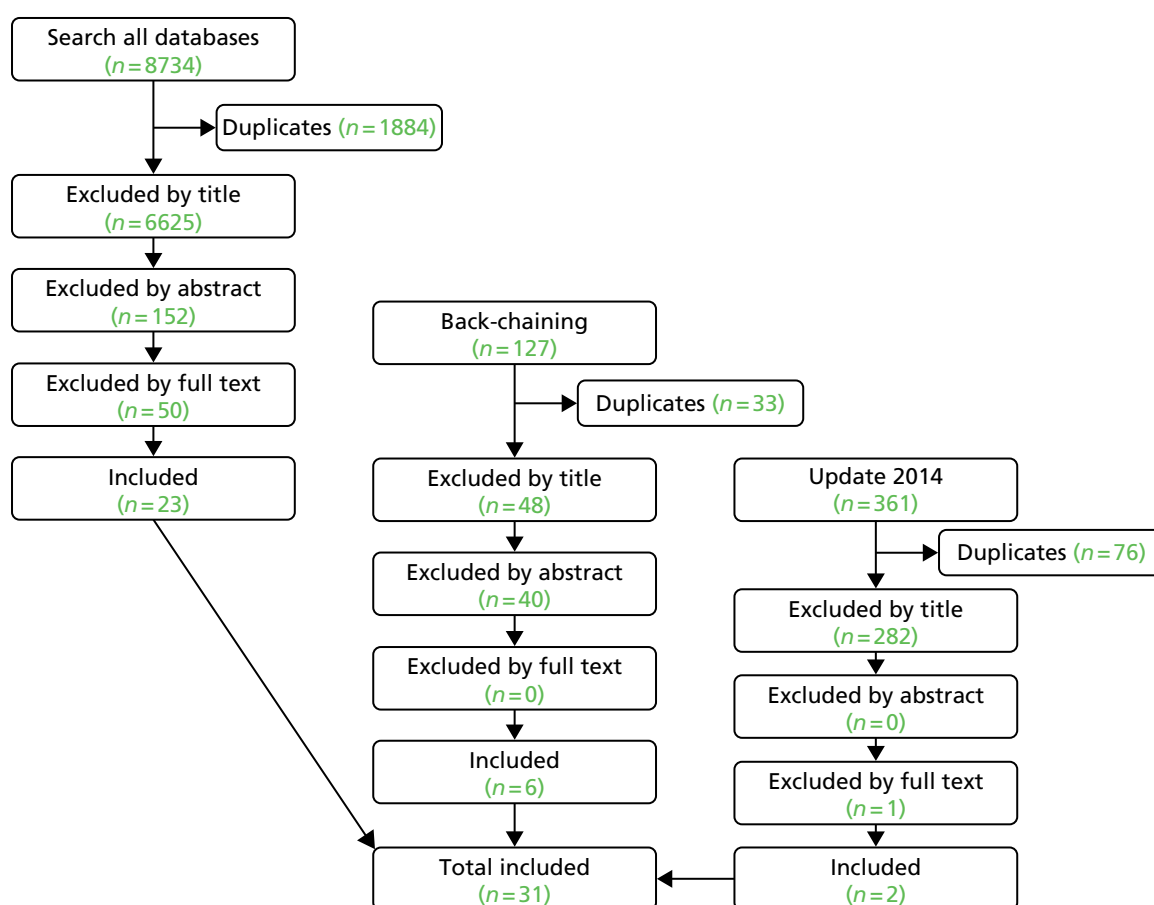 Search all databases
(n=8734)
Duplicates (n=1884)
Excluded by title
(n=6625)
Excluded by abstract
(n=152)
Excluded by full text
(n=50)
Included
(n=23)
Back-chaining
(n=127)
Duplicates (n=33)
Excluded by title
(n=48)
Excluded by abstract
(n=40)
Excluded by full text
(n=0)
Included
(n=6)
Total included
(n=31)
Update 2014
(n=361)
Duplicates (n=76)
Excluded by title
(n=282)
Excluded by abstract
(n=0)
Excluded by full text
(n=1)
Included
(n=2)